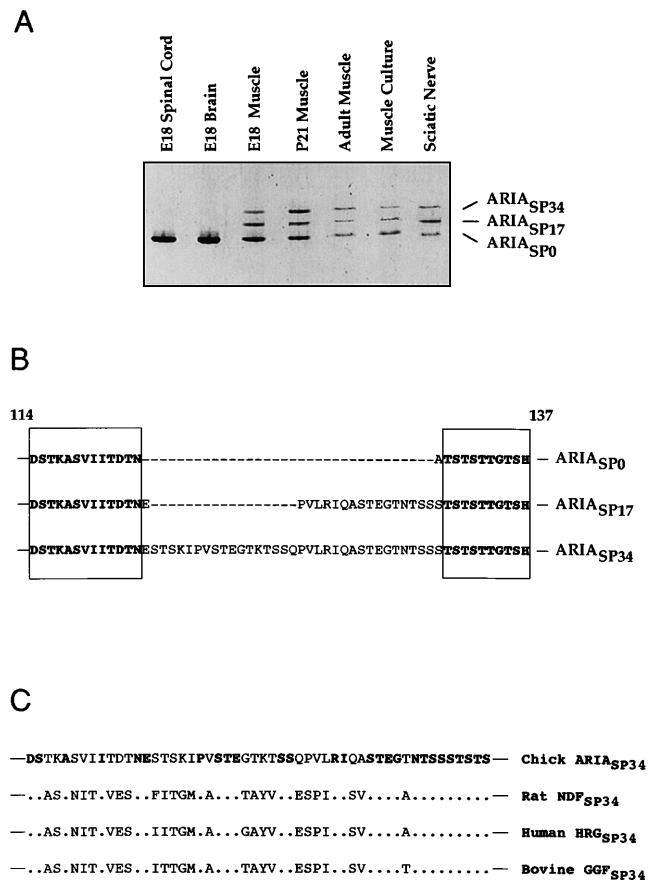 A
E18 Spinal Cord
E18 Brain
E18 Muscle
P21 Muscle
Adult Muscle
Muscle Culture
Sciatic Nerve
ARIASP34
ARIASP17
ARIASP0
B
114 137
—DSTKASVIITDTN----------------------------------ATSTSTTGTSH — ARIASP0
—DSTKASVIITDTNE-----------------PVLRIQASTEGTNTSSSTSTSTTGTSH — ARIASP17
—DSTKASVIITDTNESTSKIPVSTEGTKTSSQPVLRIQASTEGTNTSSSTSTSTTGTSH — ARIASP34
C
—DSTKASVIITDTNESTSKIPVSTEGTKTSSQPVLRIQASTEGTNTSSSTSTS— Chick ARIASP34
—..AS.NIT.VES..FITGM.A...TAYV..ESPI..SV....A.........— Rat NDFSP34
—..AS.NIT.VES..IITGM.A...GAYV..ESPI..SV....A.........— Human HRGSP34
—..AS.NIT.VES..ITTGM.A...TAYV..ESPI..SV....T.........— Bovine GGFSP34